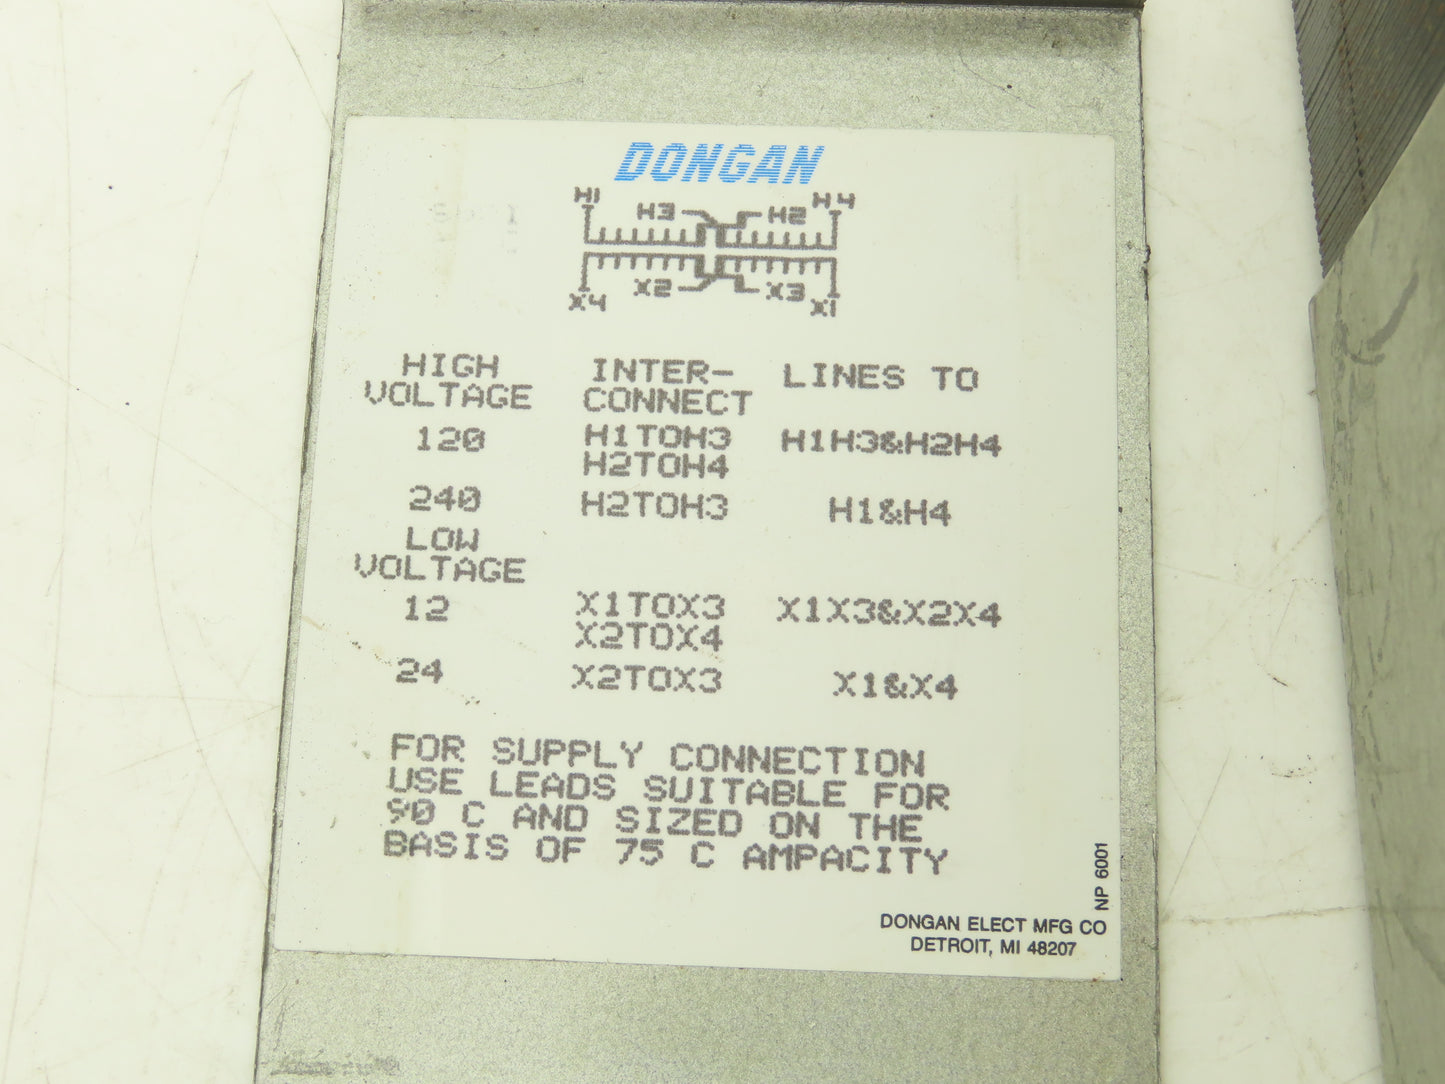 DONGAN
H1 H3 H2 H4
X4 X2 X3 X1
HIGH VOLTAGE INTER-CONNECT LINES TO
120 H1TOH3 H1H3&H2H4
H2TOH4
240 H2TOH3 H1&H4
LOW
VOLTAGE
12 X1TOX3 X1X3&X2X4
X2TOX4
24 X2TOX3 X1&X4
FOR SUPPLY CONNECTION
USE LEADS SUITABLE FOR
90 C AND SIZED ON THE
BASIS OF 75 C AMPACITY
NP 6001
DONGAN ELECT MFG CO
DETROIT, MI 48207